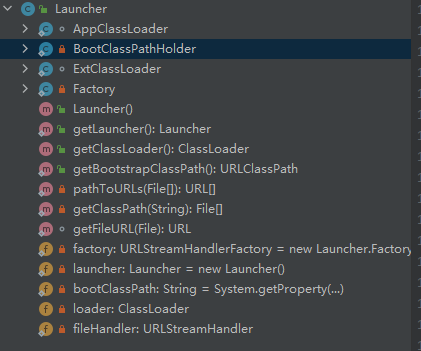 Launcher
AppClassLoader
BootClassPathHolder
ExtClassLoader
Factory
Launcher()
getLauncher(): Launcher
getClassLoader(): ClassLoader
getBootstrapClassPath(): URLClassPath
pathToURLs(File[]): URL[]
getClassPath(String): File[]
getFileURL(File): URL
factory: URLStreamHandlerFactory = new Launcher.Factory
launcher: Launcher = new Launcher()
bootClassPath: String = System.getProperty(...)
loader: ClassLoader
fileHandler: URLStreamHandler